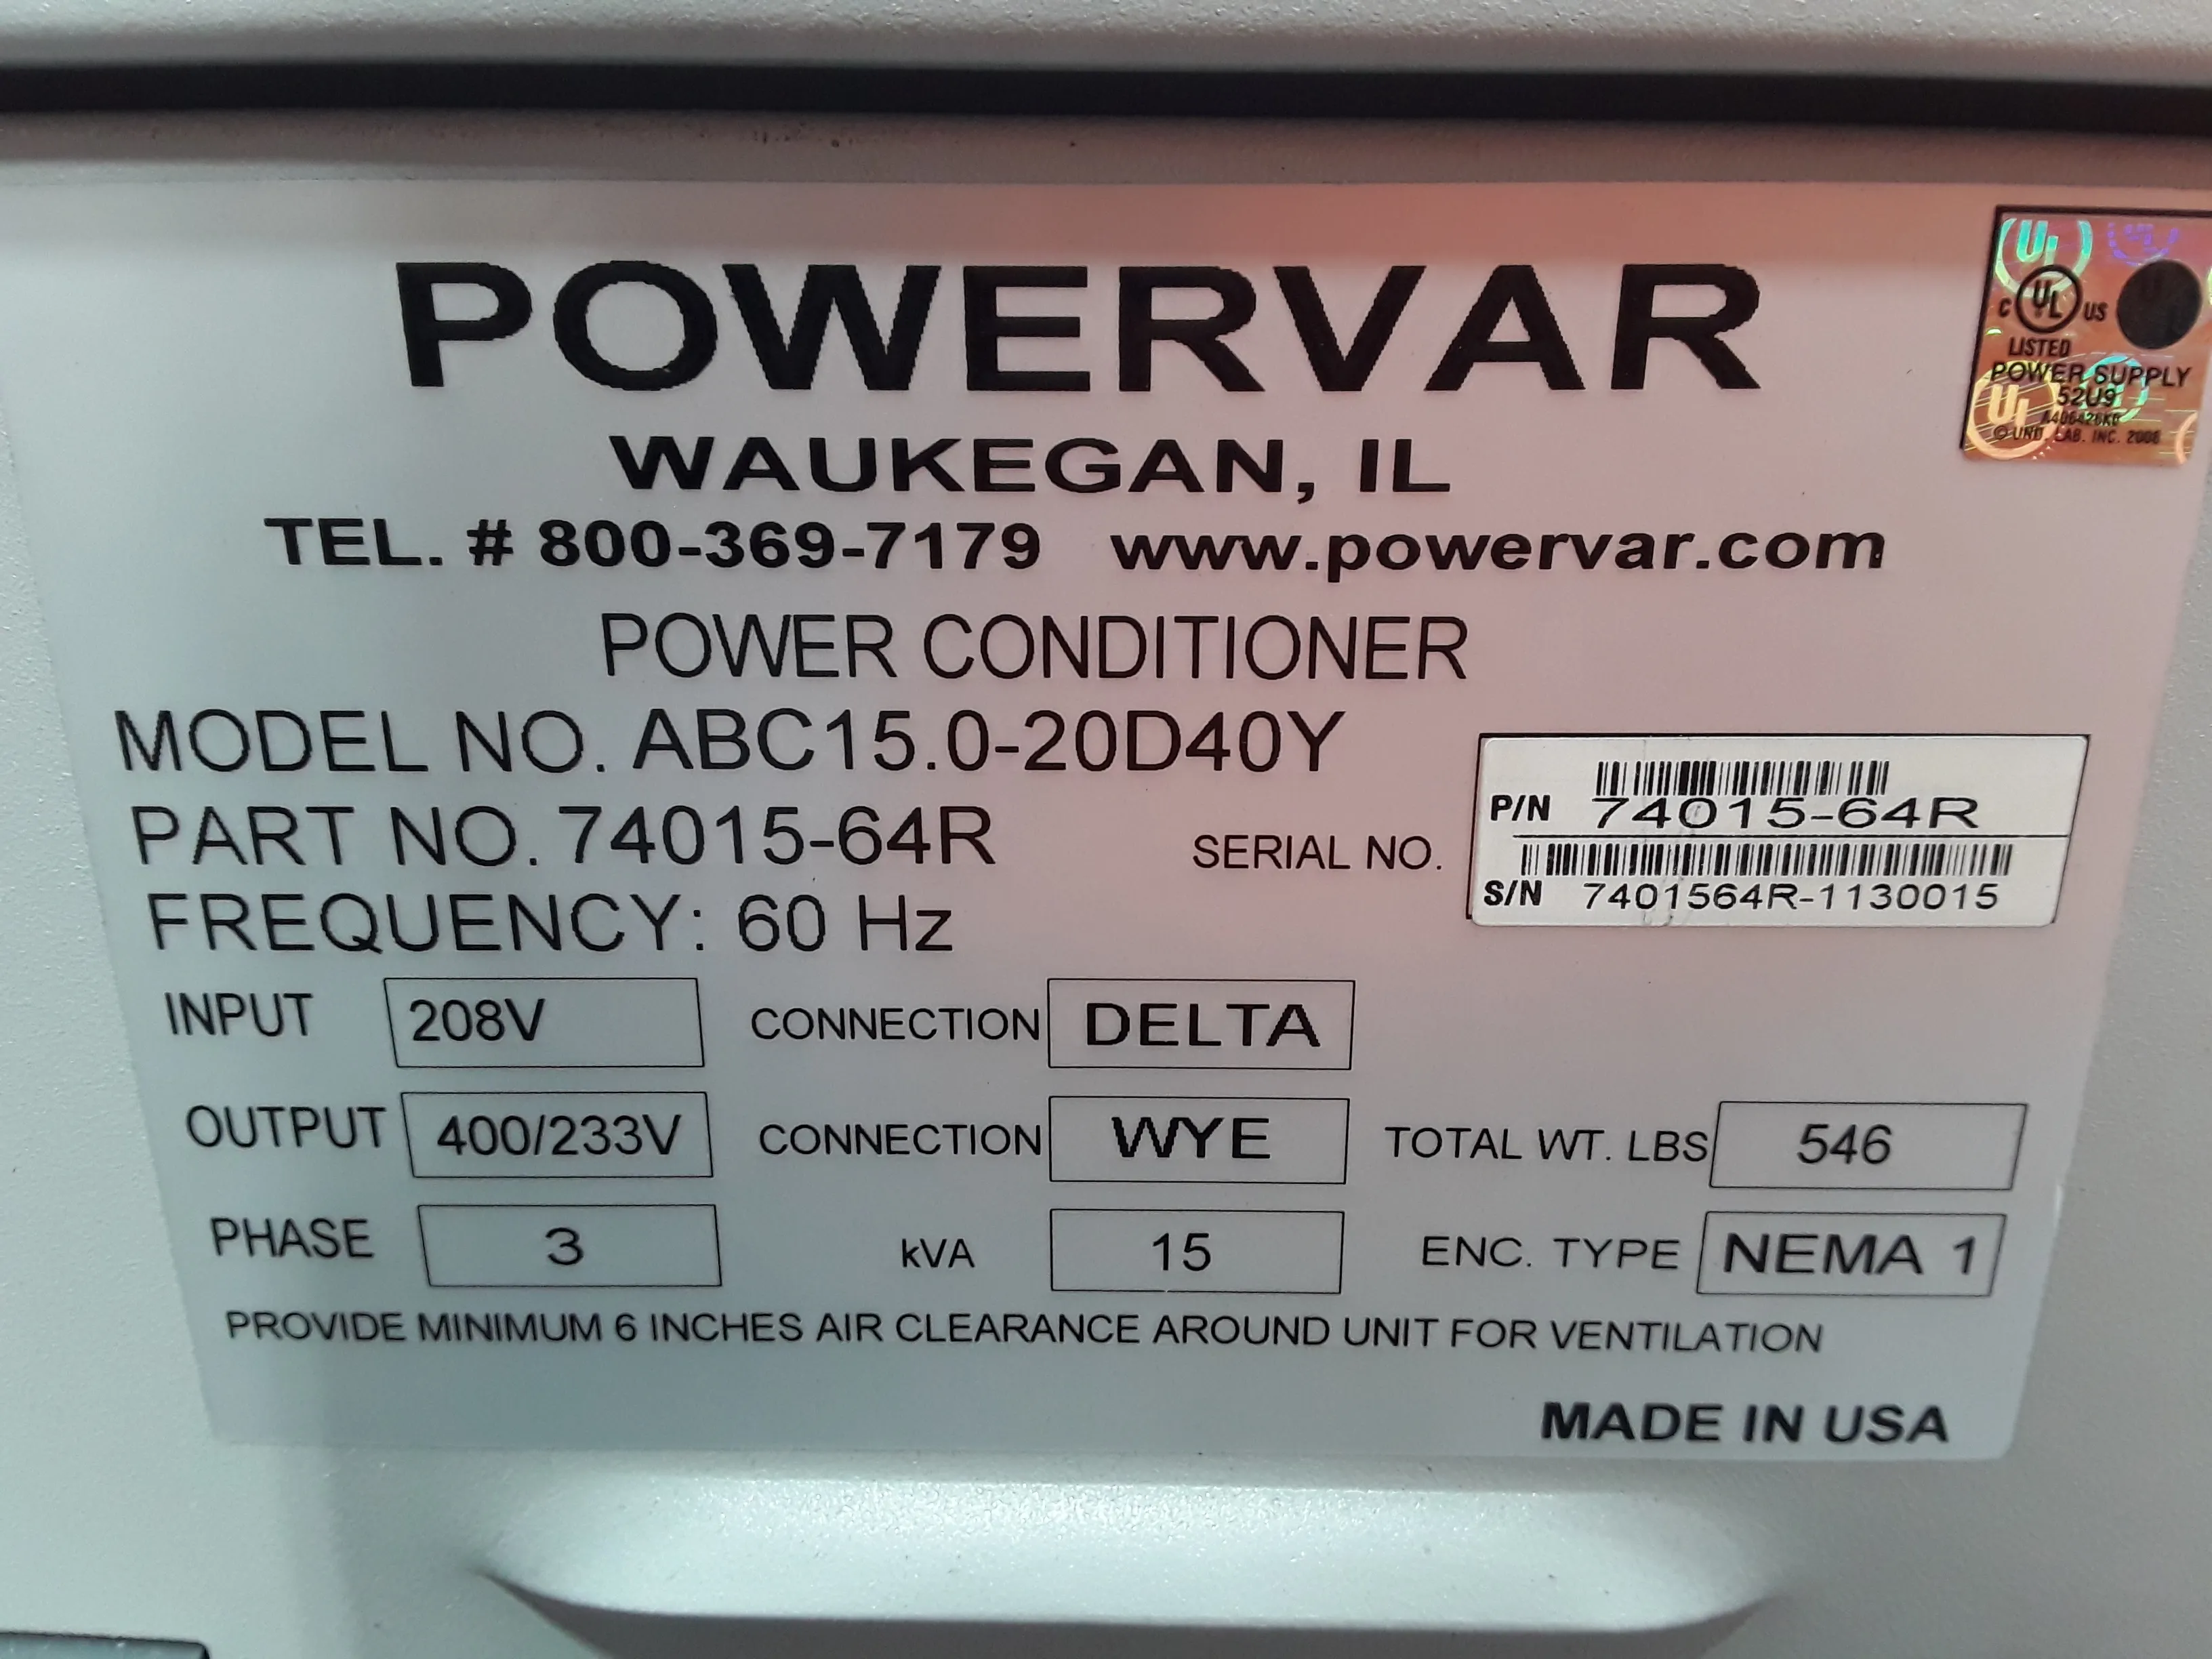 POWERVAR
WAUKEGAN, IL
TEL. # 800-369-7179 www.powervar.com
POWER CONDITIONER
MODEL NO. ABC15.0-20D40Y
PART NO. 74015-64R
SERIAL NO.
P/N 74015-64R
S/N 7401564R-1130015
FREQUENCY: 60 Hz
INPUT 208V CONNECTION DELTA
OUTPUT 400/233V CONNECTION WYE TOTAL WT. LBS 546
PHASE 3 kVA 15 ENC. TYPE NEMA 1
PROVIDE MINIMUM 6 INCHES AIR CLEARANCE AROUND UNIT FOR VENTILATION
MADE IN USA
C UL US
LISTED
POWER SUPPLY
52U9
© UND. LAB. INC.